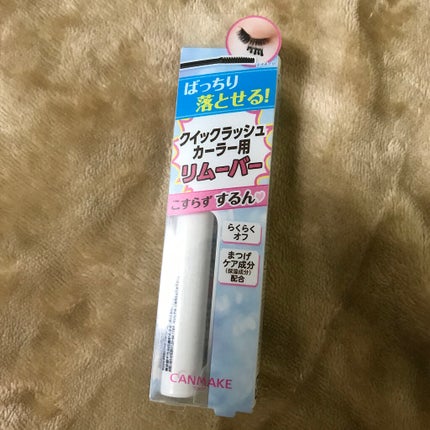 ばっちり
落とせる!
クイックラッシュ
カーラー用
リムーバー
こすらず するん♡
らくらく
オフ
まつげ
ケア成分
(保湿成分)
配合
CANMAKE